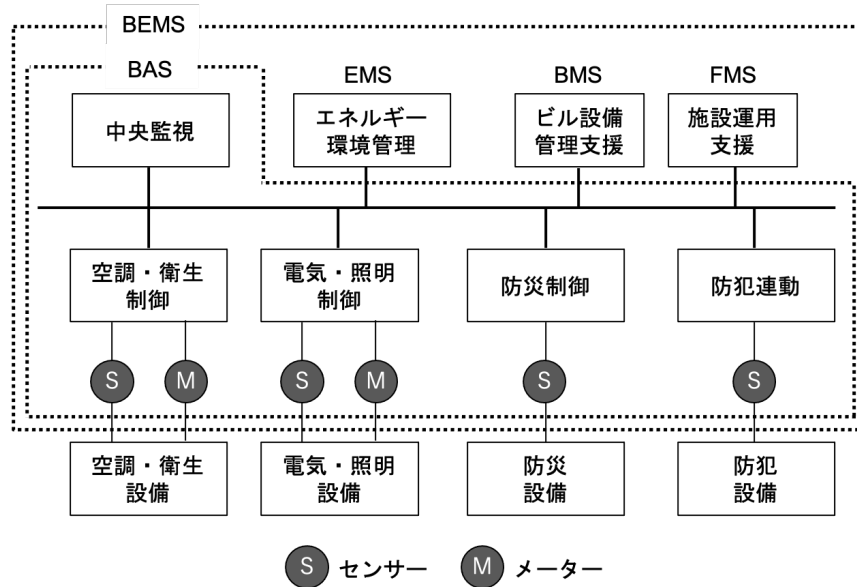 BEMS
BAS
EMS
BMS
FMS
中央監視
エネルギー
環境管理
ビル設備
管理支援
施設運用
支援
空調・衛生
制御
電気・照明
制御
防災制御
防犯連動
S
M
S
M
S
S
空調・衛生
設備
電気・照明
設備
防災
設備
防犯
設備
S センサー
M メーター